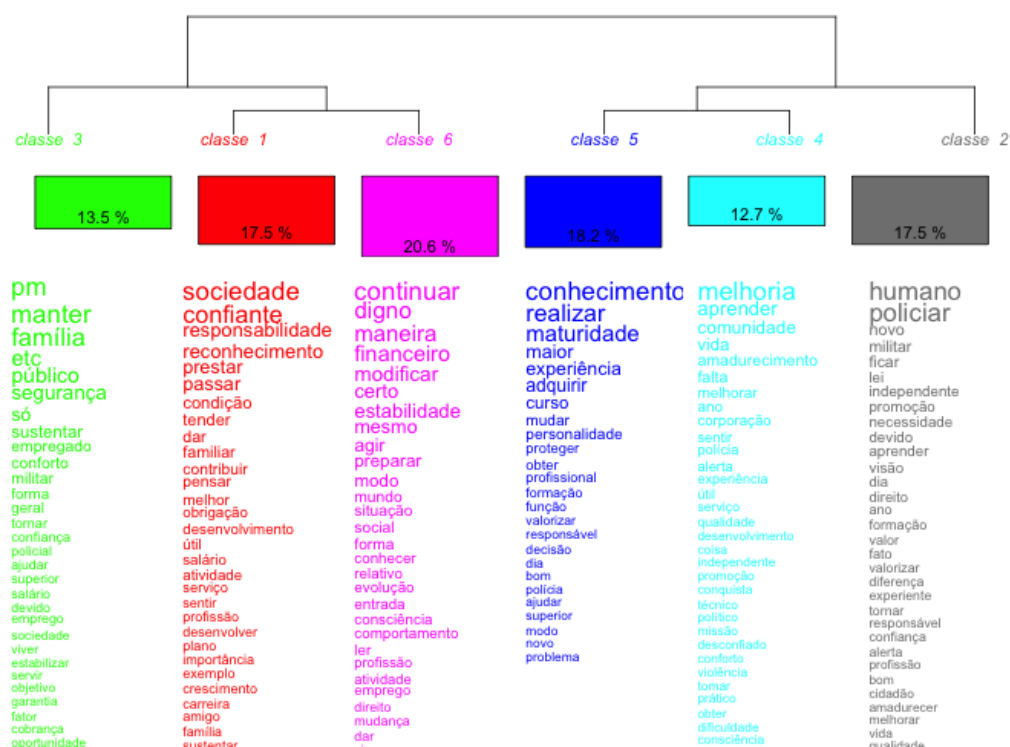 classe 3
classe 1
classe 6
classe 5
classe 4
classe 2
13.5 %
17.5 %
20.6 %
18.2 %
12.7 %
17.5 %
pm
manter
família
etc
público
segurança
só
sustentar
empregado
conforto
militar
forma
geral
tornar
confiança
policial
ajudar
superior
salário
devido
emprego
sociedade
viver
estabilizar
servir
objetivo
garantia
fator
cobrança
oportunidade
sociedade
confiante
responsabilidade
reconhecimento
prestar
passar
condição
tender
dar
familiar
contribuir
pensar
melhor
obrigação
desenvolvimento
útil
salário
atividade
serviço
sentir
profissão
desenvolver
plano
importância
exemplo
crescimento
carreira
amigo
família
sustentar
continuar
digno
maneira
financeiro
modificar
certo
estabilidade
mesmo
agir
preparar
modo
mundo
situação
social
forma
conhecer
relativo
evolução
entrada
consciência
comportamento
ler
profissão
atividade
emprego
direito
mudança
dar
conhecimento
realizar
maturidade
maior
experiência
adquirir
curso
mudar
personalidade
proteger
obter
profissional
formação
função
valorizar
responsável
decisão
dia
bom
polícia
ajudar
superior
modo
novo
problema
melhoria
aprender
comunidade
vida
amadurecimento
falta
melhorar
ano
corporação
sentir
polícia
alerta
experiência
útil
serviço
qualidade
desenvolvimento
coisa
independente
promoção
conquista
técnico
político
missão
desconfiado
conforto
violência
tomar
prático
obter
dificuldade
consciência
humano
policiar
novo
militar
ficar
lei
independente
promoção
necessidade
devido
aprender
visão
dia
direito
ano
formação
valor
fato
valorizar
diferença
experiente
tornar
responsável
confiança
alerta
profissão
bom
cidadão
amadurecer
melhorar
vida
qualidade